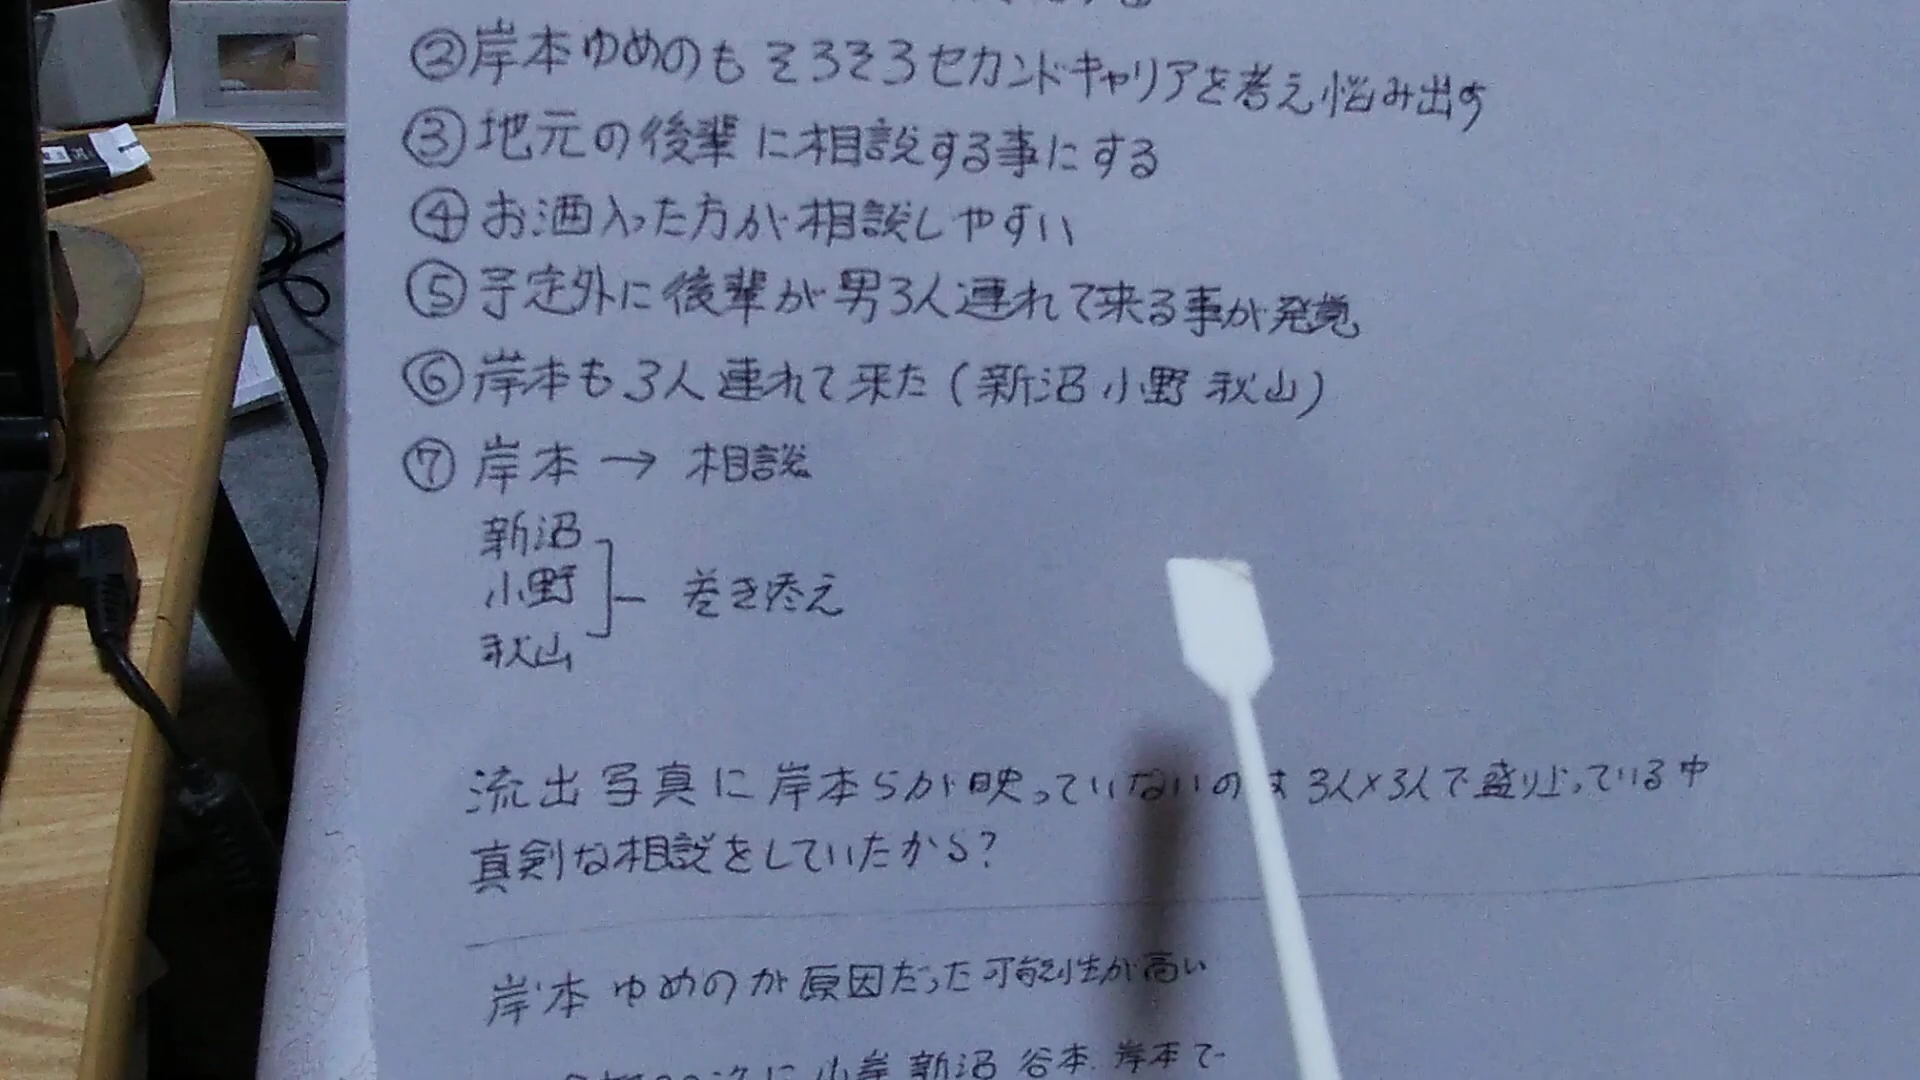 ②岸本ゆめのもそろそろセカンドキャリアを考え悩み出す
③地元の後輩に相談する事にする
④お酒入った方が相談しやすい
⑤予定外に後輩が男3人連れて来る事が発覚
⑥岸本も3人連れて来た(新沼 小野 秋山)
⑦岸本→相談
新沼
小野
秋山
巻き添え
流出写真に岸本らが映っていないのは3人×3人で盛り上っている中
真剣な相談をしていたから?
岸本ゆめのが原因だった可能性が高い
に小岸 新沼 谷本 岸本で